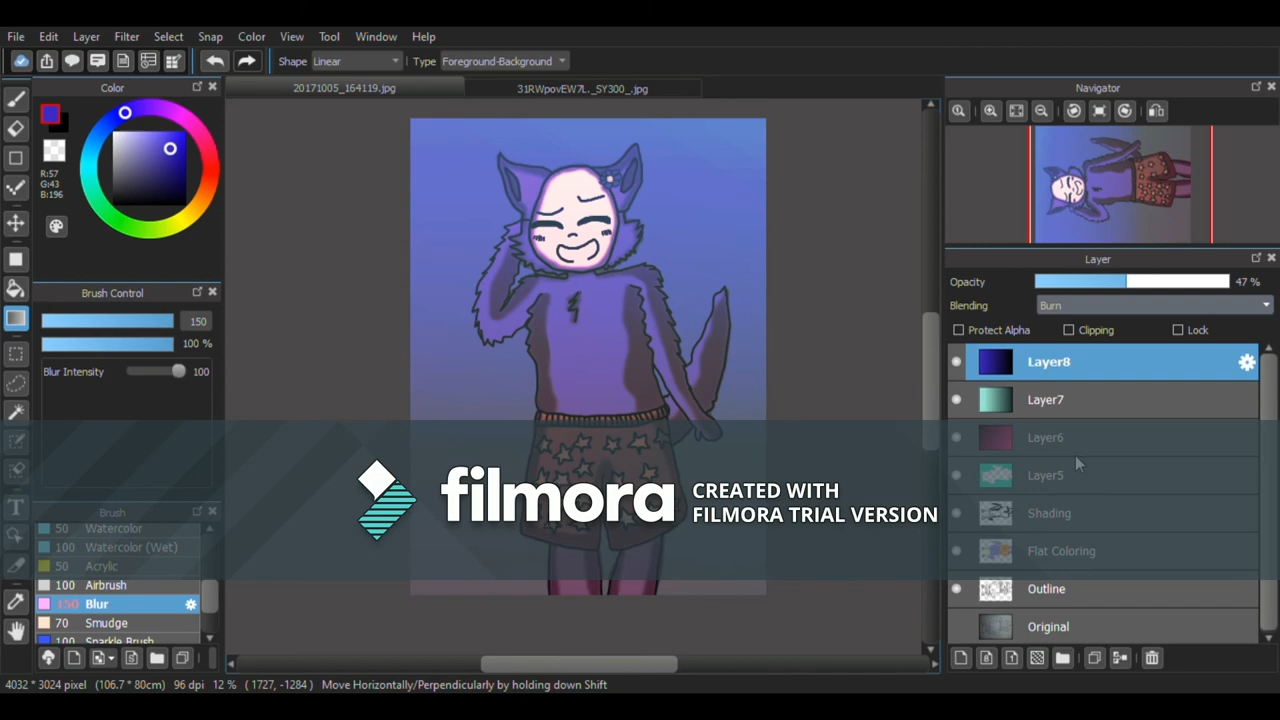 File Edit Layer Filter Select Snap Color View Tool Window Help
Shape Linear Type Foreground-Background
Color
20171005_164119.jpg
31RWpovEW7L._SY300_.jpg
Navigator
R:57
G:43
B:196
Brush Control
150
100 %
Blur Intensity 100
Layer
Opacity 47 %
Blending Burn
Protect Alpha Clipping Lock
Layer8
Layer7
Layer6
Layer5
Shading
Flat Coloring
Outline
Original
filmora
CREATED WITH
FILMORA TRIAL VERSION
Brush
50 Watercolor
100 Watercolor (Wet)
50 Acrylic
100 Airbrush
150 Blur
70 Smudge
100 Sparkle Brush
4032 * 3024 pixel (106.7 * 80cm) 96 dpi 12 % ( 1727, -1284 ) Move Horizontally/Perpendicularly by holding down Shift